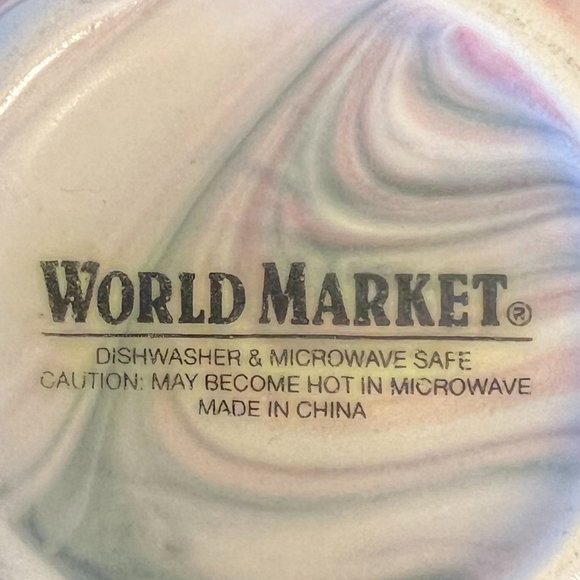 WORLD MARKET®
DISHWASHER & MICROWAVE SAFE
CAUTION: MAY BECOME HOT IN MICROWAVE
MADE IN CHINA